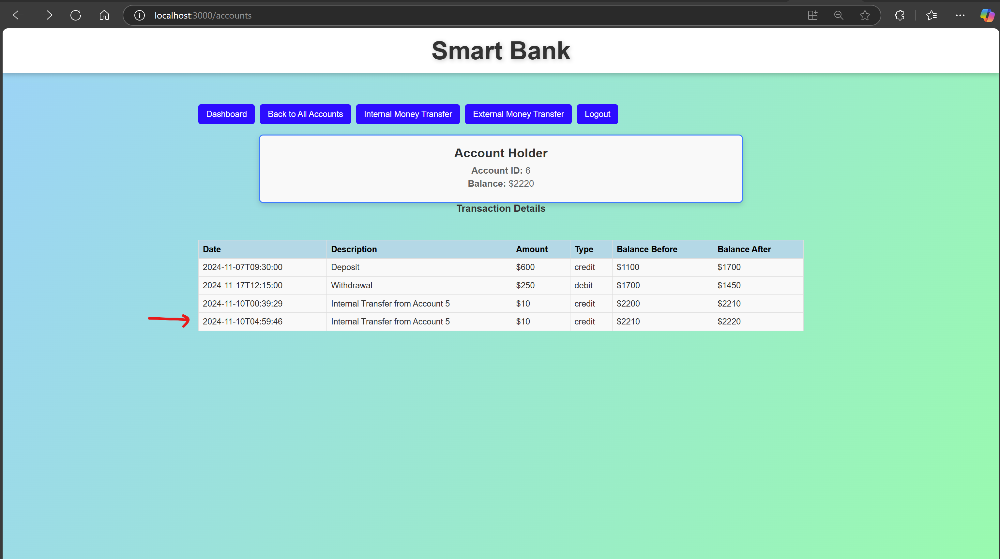 localhost:3000/accounts
Smart Bank
Dashboard Back to All Accounts Internal Money Transfer External Money Transfer Logout
Account Holder
Account ID: 6
Balance: $2220
Transaction Details
Date Description Amount Type Balance Before Balance After
2024-11-07T09:30:00 Deposit $600 credit $1100 $1700
2024-11-17T12:15:00 Withdrawal $250 debit $1700 $1450
2024-11-10T00:39:29 Internal Transfer from Account 5 $10 credit $2200 $2210
2024-11-10T04:59:46 Internal Transfer from Account 5 $10 credit $2210 $2220